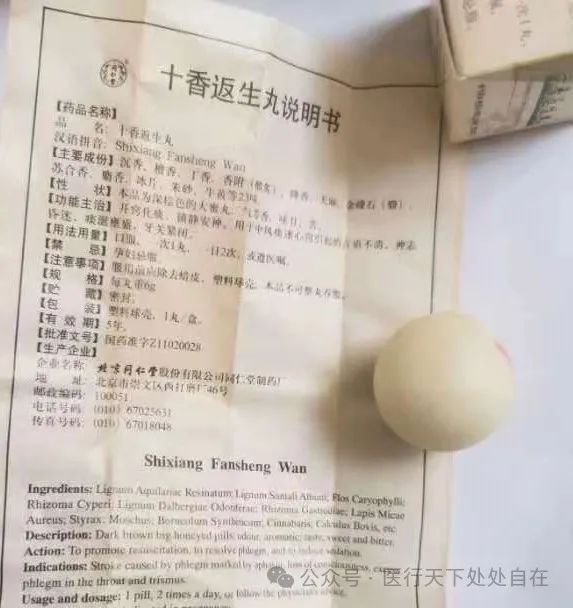 同仁堂
十香返生丸说明书
【药品名称】
品 名: 十香返生丸
汉语拼音: Shixiang Fansheng Wan
【主要成份】沉香、檀香、丁香、香附（醋炙）、降香、天麻、金礞石（煅）、
苏合香、麝香、冰片、朱砂、牛黄等23味。
【性 状】本品为深棕色的大蜜丸，气芳香，味甘、苦。
【功能主治】开窍化痰，镇静安神。用于中风痰迷心窍引起的言语不清、神志
昏迷、痰涎壅盛、牙关紧闭。
【用法用量】口服，一次1丸，一日2次，或遵医嘱。
【禁 忌】孕妇忌服。
【注意事项】服用前应除去蜡皮、塑料球壳，本品不可整丸吞服。
【规 格】每丸重6g
【贮 藏】密封。
【包 装】塑料球壳，1丸/盒。
【有 效 期】5年。
【批准文号】国药准字Z11020028
【生产企业】
企业名称: 北京同仁堂股份有限公司同仁堂制药厂
地 址: 北京市崇文区西打磨厂46号
邮政编码: 100051
电话号码: (010) 67025631
传真号码: (010) 67018048
Shixiang Fansheng Wan
Ingredients: Lignum Aquilariae Resinatum; Lignum Santali Album; Flos Caryophylli;
Rhizoma Cyperi; Lignum Dalbergiae Odoriferae; Rhizoma Gastrodiae; Lapis Micae
Aureus; Styrax; Moschus; Borneolum Syntheticum; Cinnabaris; Calculus Bovis, etc.
Description: Dark brown big honeyed pills; odour, aromatic; taste, sweet and bitter.
Action: To promote resuscitation, to resolve phlegm, and to induce sedation.
Indications: Stroke caused by phlegm marked by aphasia, loss of consciousness, excess
phlegm in the throat and trismus.
Usage and dosage: 1 pill, 2 times a day, or follow the physician's advice.
公众号 · 医行天下处处自在